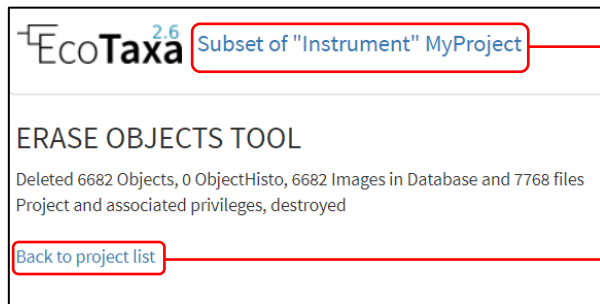 EcoTaxa 2.6 Subset of "Instrument" MyProject
ERASE OBJECTS TOOL
Deleted 6682 Objects, 0 ObjectHisto, 6682 Images in Database and 7768 files
Project and associated privileges, destroyed
Back to project list